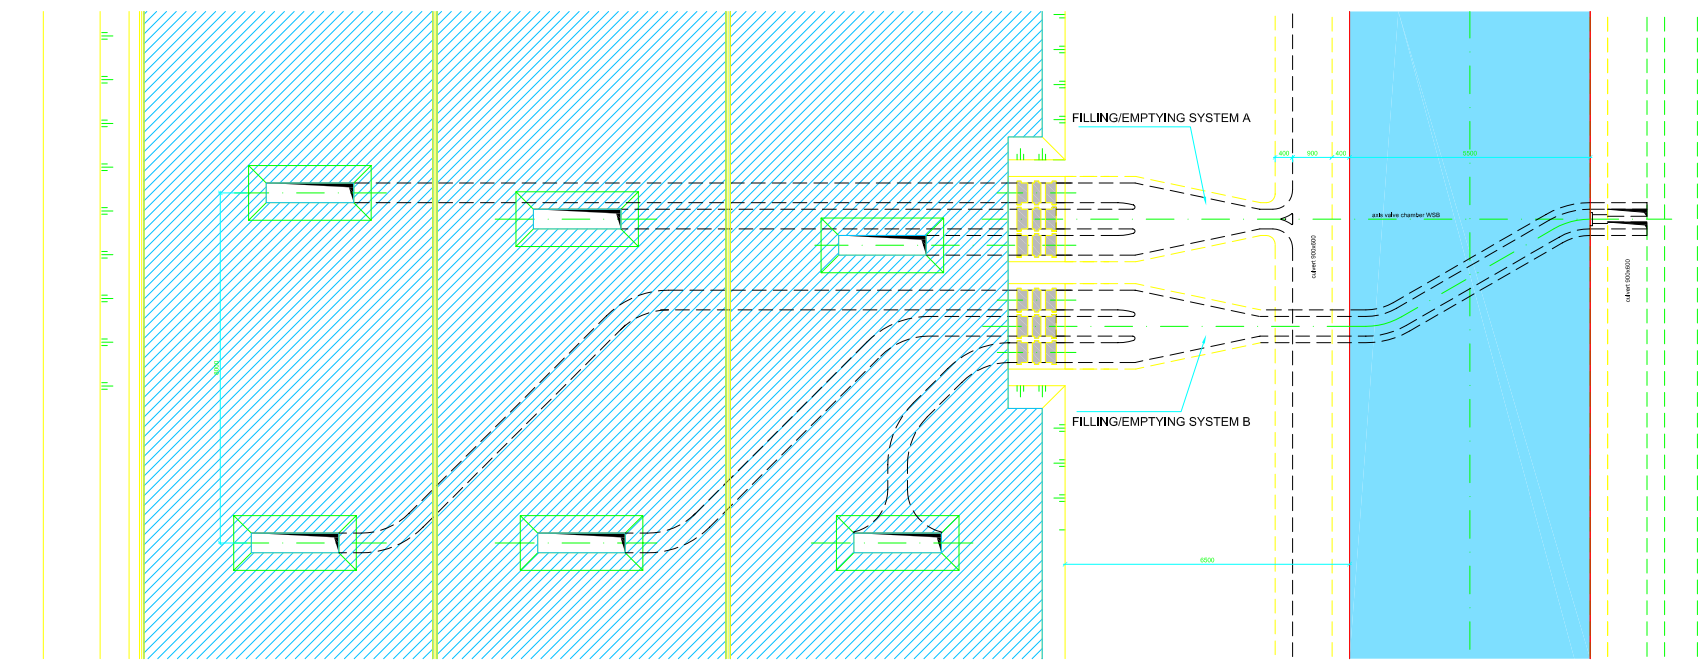 FILLING/EMPTYING SYSTEM A
400
900
400
5500
axis valve chamber WSB
culvert 900x600
culvert 900x600
FILLING/EMPTYING SYSTEM B
6500